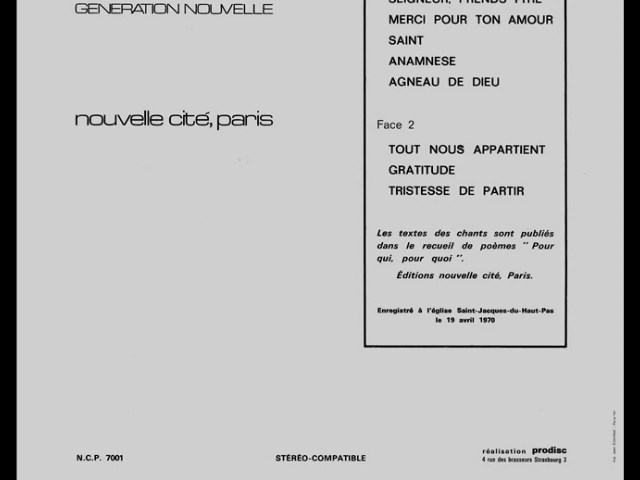 GENERATION NOUVELLE
nouvelle cité, paris
SEIGNEUR, PRENDS PITIE
MERCI POUR TON AMOUR
SAINT
ANAMNESE
AGNEAU DE DIEU
Face 2
TOUT NOUS APPARTIENT
GRATITUDE
TRISTESSE DE PARTIR
Les textes des chants sont publiés
dans le recueil de poèmes " Pour
qui, pour quoi ".
Éditions nouvelle cité, Paris.
Enregistré à l'église Saint-Jacques-du-Haut-Pas
le 19 avril 1970
N.C.P. 7001
STÉRÉO-COMPATIBLE
réalisation prodisc
4 rue des brasseurs Strasbourg 3